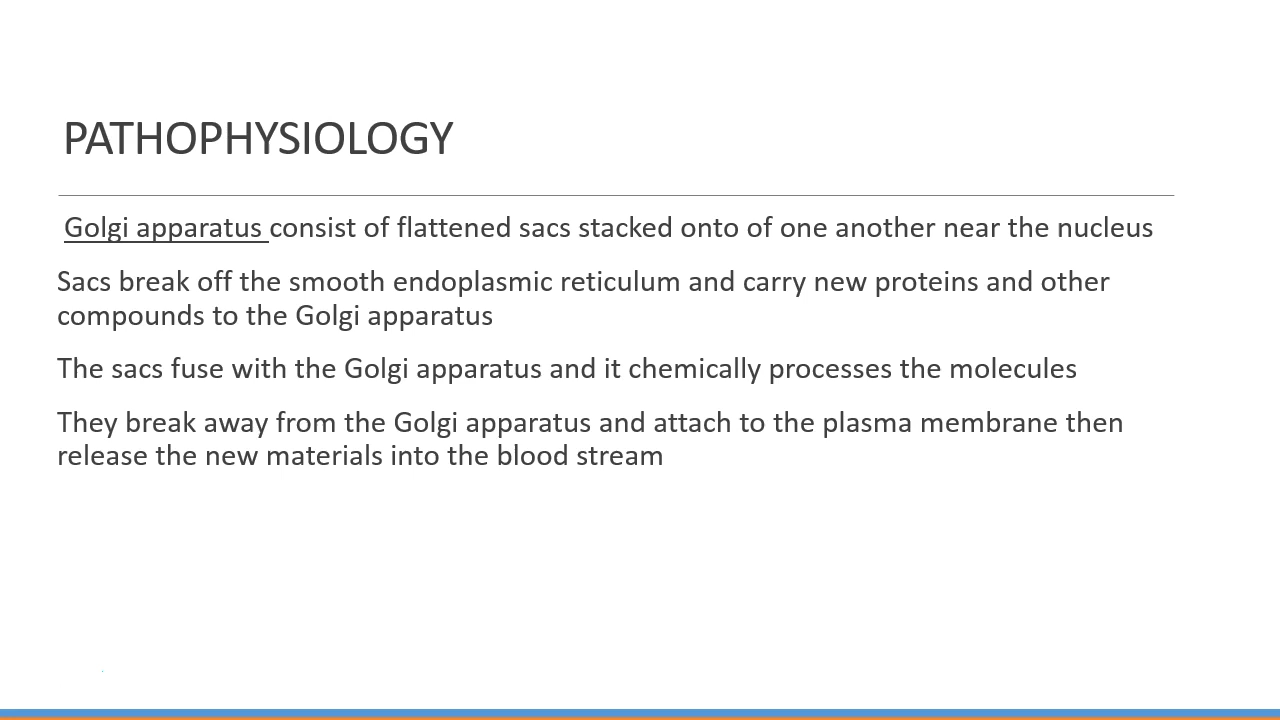 PATHOPHYSIOLOGY
Golgi apparatus consist of flattened sacs stacked onto of one another near the nucleus
Sacs break off the smooth endoplasmic reticulum and carry new proteins and other
compounds to the Golgi apparatus
The sacs fuse with the Golgi apparatus and it chemically processes the molecules
They break away from the Golgi apparatus and attach to the plasma membrane then
release the new materials into the blood stream
.